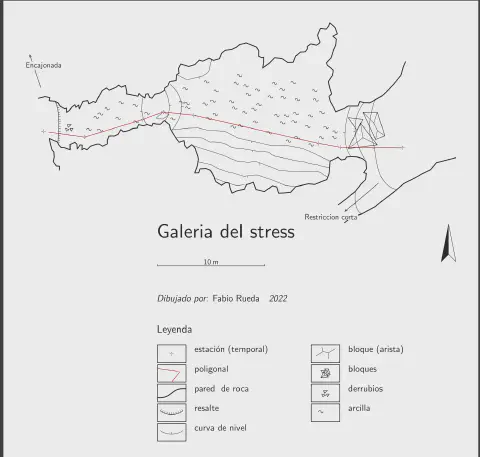 Encajonada
Restriccion corta
Galeria del stress
10 m
Dibujado por: Fabio Rueda 2022
Leyenda
estación (temporal)
poligonal
pared de roca
resalte
curva de nivel
bloque (arista)
bloques
derrubios
arcilla